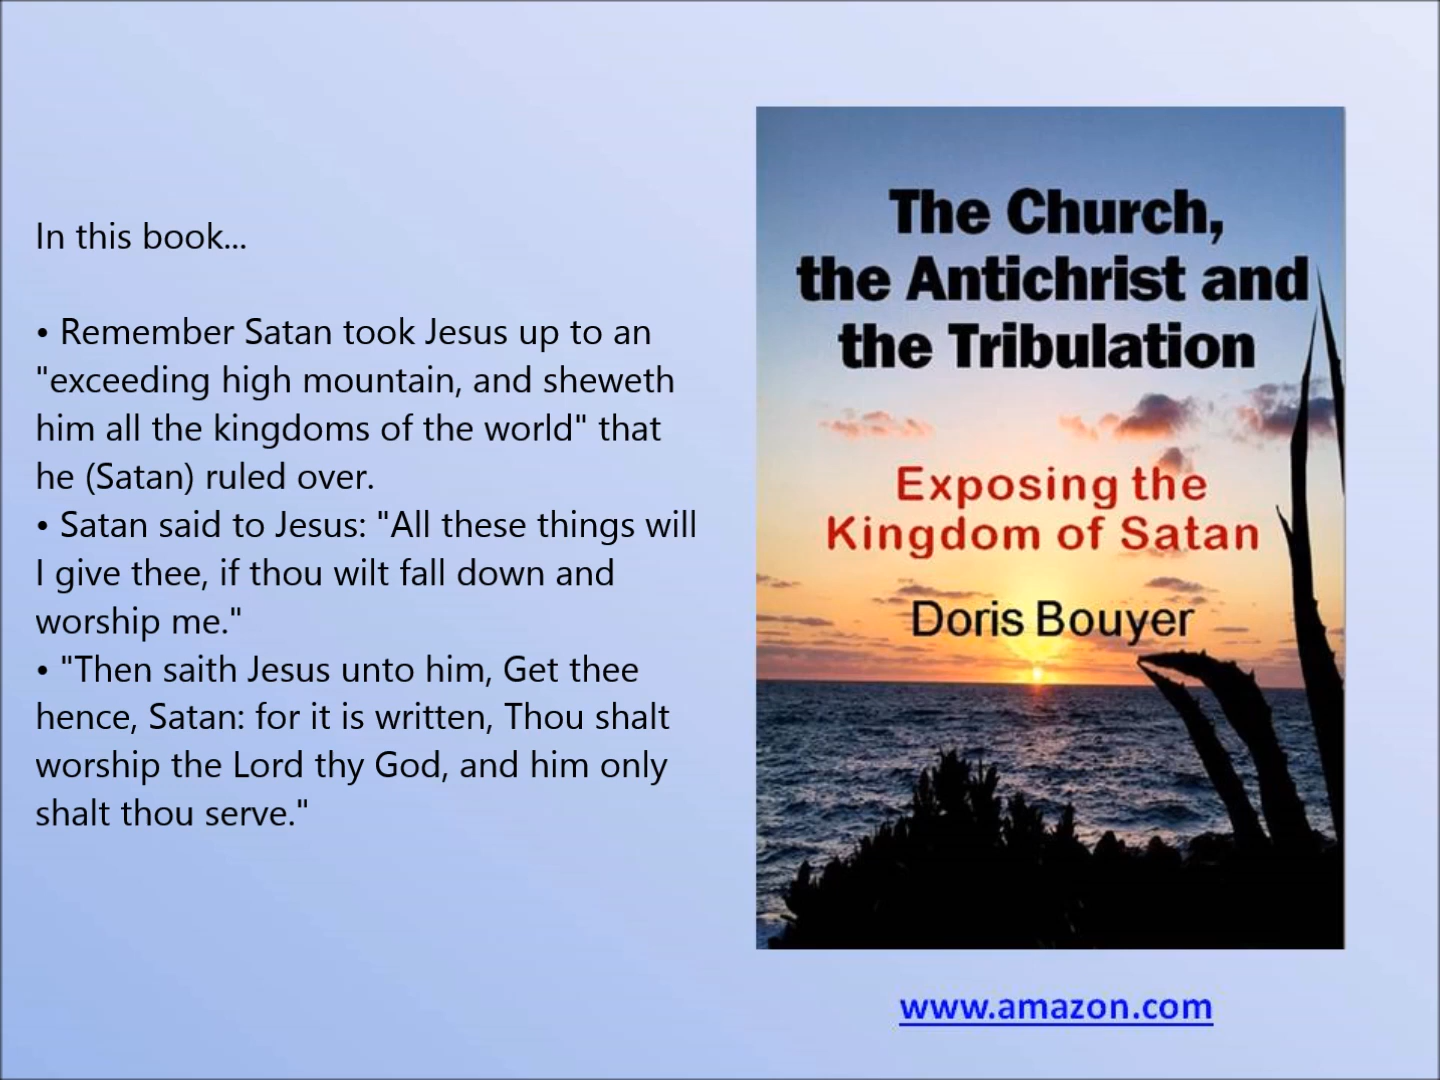 In this book...
• Remember Satan took Jesus up to an
"exceeding high mountain, and sheweth
him all the kingdoms of the world" that
he (Satan) ruled over.
• Satan said to Jesus: "All these things will
I give thee, if thou wilt fall down and
worship me."
• "Then saith Jesus unto him, Get thee
hence, Satan: for it is written, Thou shalt
worship the Lord thy God, and him only
shalt thou serve."
The Church,
the Antichrist and
the Tribulation
Exposing the
Kingdom of Satan
Doris Bouyer
www.amazon.com